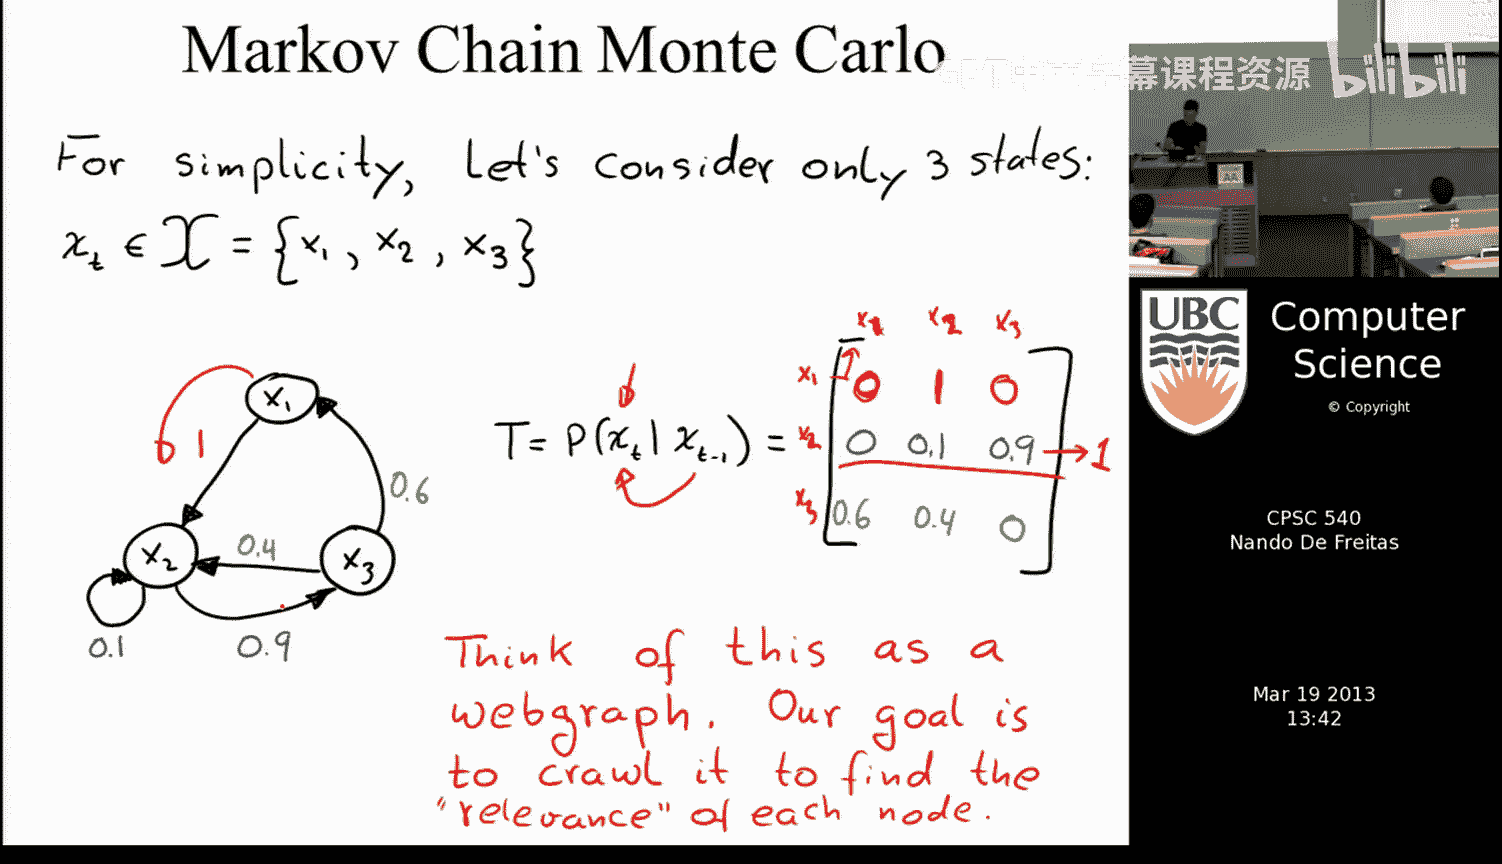 Markov Chain Monte Carlo
幕课程资源 bilibili
For simplicity, Let's consider only 3 states:
xₜ ∈ X = {x₁, x₂, x₃}
x₁ x₂ x₃
x₁ 0 1 0
T = P(xₜ | xₜ₋₁) = x₂ 0 0.1 0.9 → 1
x₃ 0.6 0.4 0
x₁
1
0.6
x₂ 0.4 x₃
0.1 0.9
Think of this as a
webgraph. Our goal is
to crawl it to find the
"relevance" of each node.
UBC
Computer
Science
© Copyright
CPSC 540
Nando De Freitas
Mar 19 2013
13:42